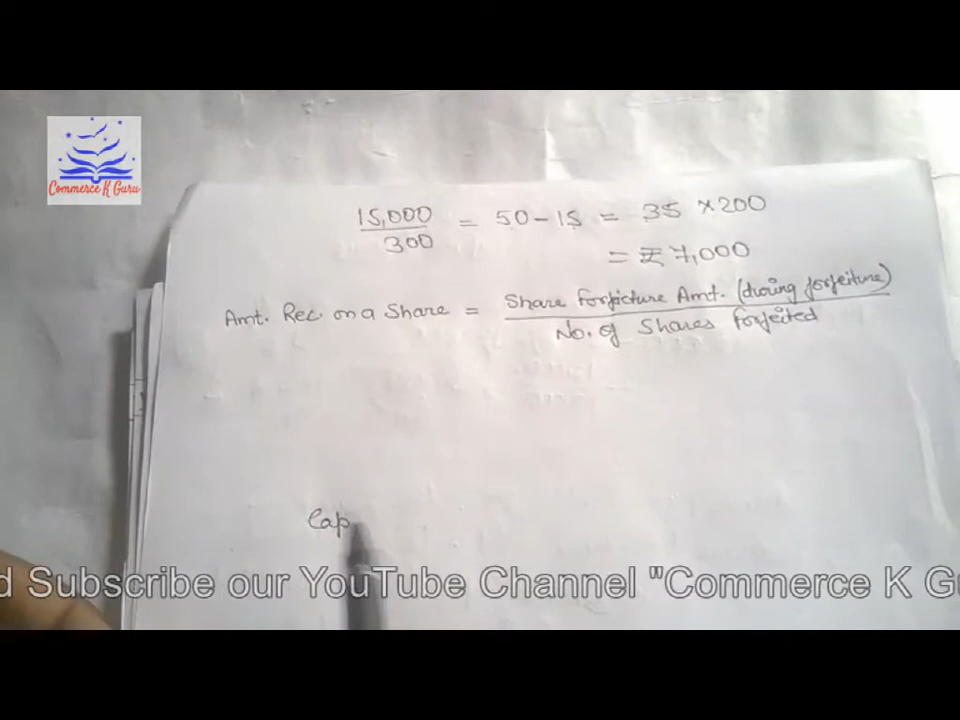 Commerce K Guru
15,000 / 300 = 50 - 15 = 35 × 200
= ₹ 7,000
Amt. Rec. on a Share = Share Forficture Amt. (during forfeiture) / No. of Shares forfeited
Cap
d Subscribe our YouTube Channel "Commerce K Gu